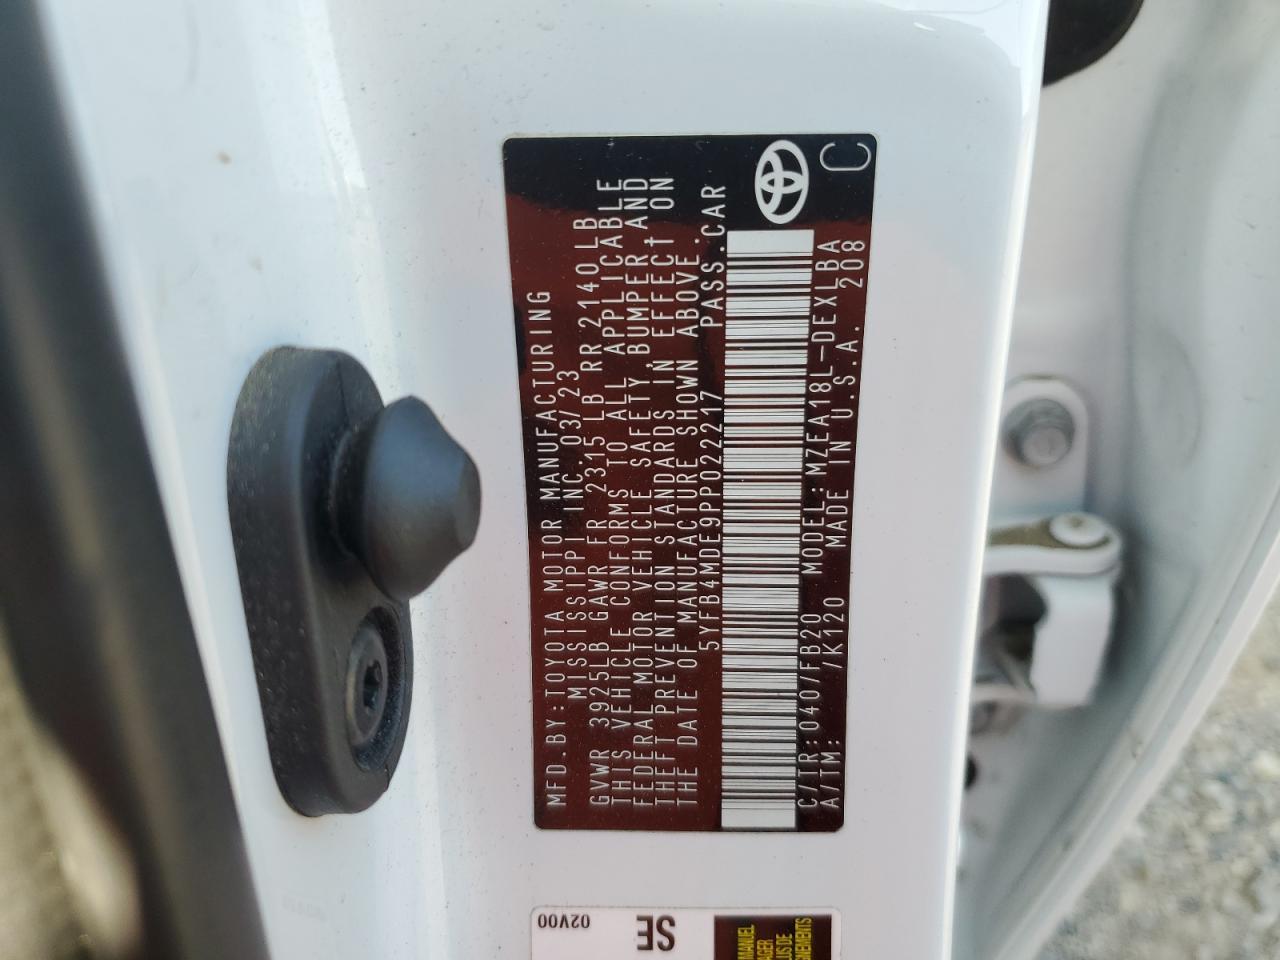 MFD.BY:TOYOTA MOTOR MANUFACTURING
MISSISSIPPI INC.03/23
GVWR 3925LB GAWR FR 2315 LB RR 2140LB
THIS VEHICLE CONFORMS TO ALL APPLICABLE
FEDERAL MOTOR VEHICLE SAFETY,BUMPER,AND
THEFT PREVENTION STANDARDS IN EFFECT ON
THE DATE OF MANUFACTURE SHOWN ABOVE.
5YFB4MDE9PP022217 PASS.CAR
C/TR:040/FB20 MODEL:MZEA18L-DEXLBA
A/TM: /K120 MADE IN U.S.A. 208
C
02V00
SE
MANUEL